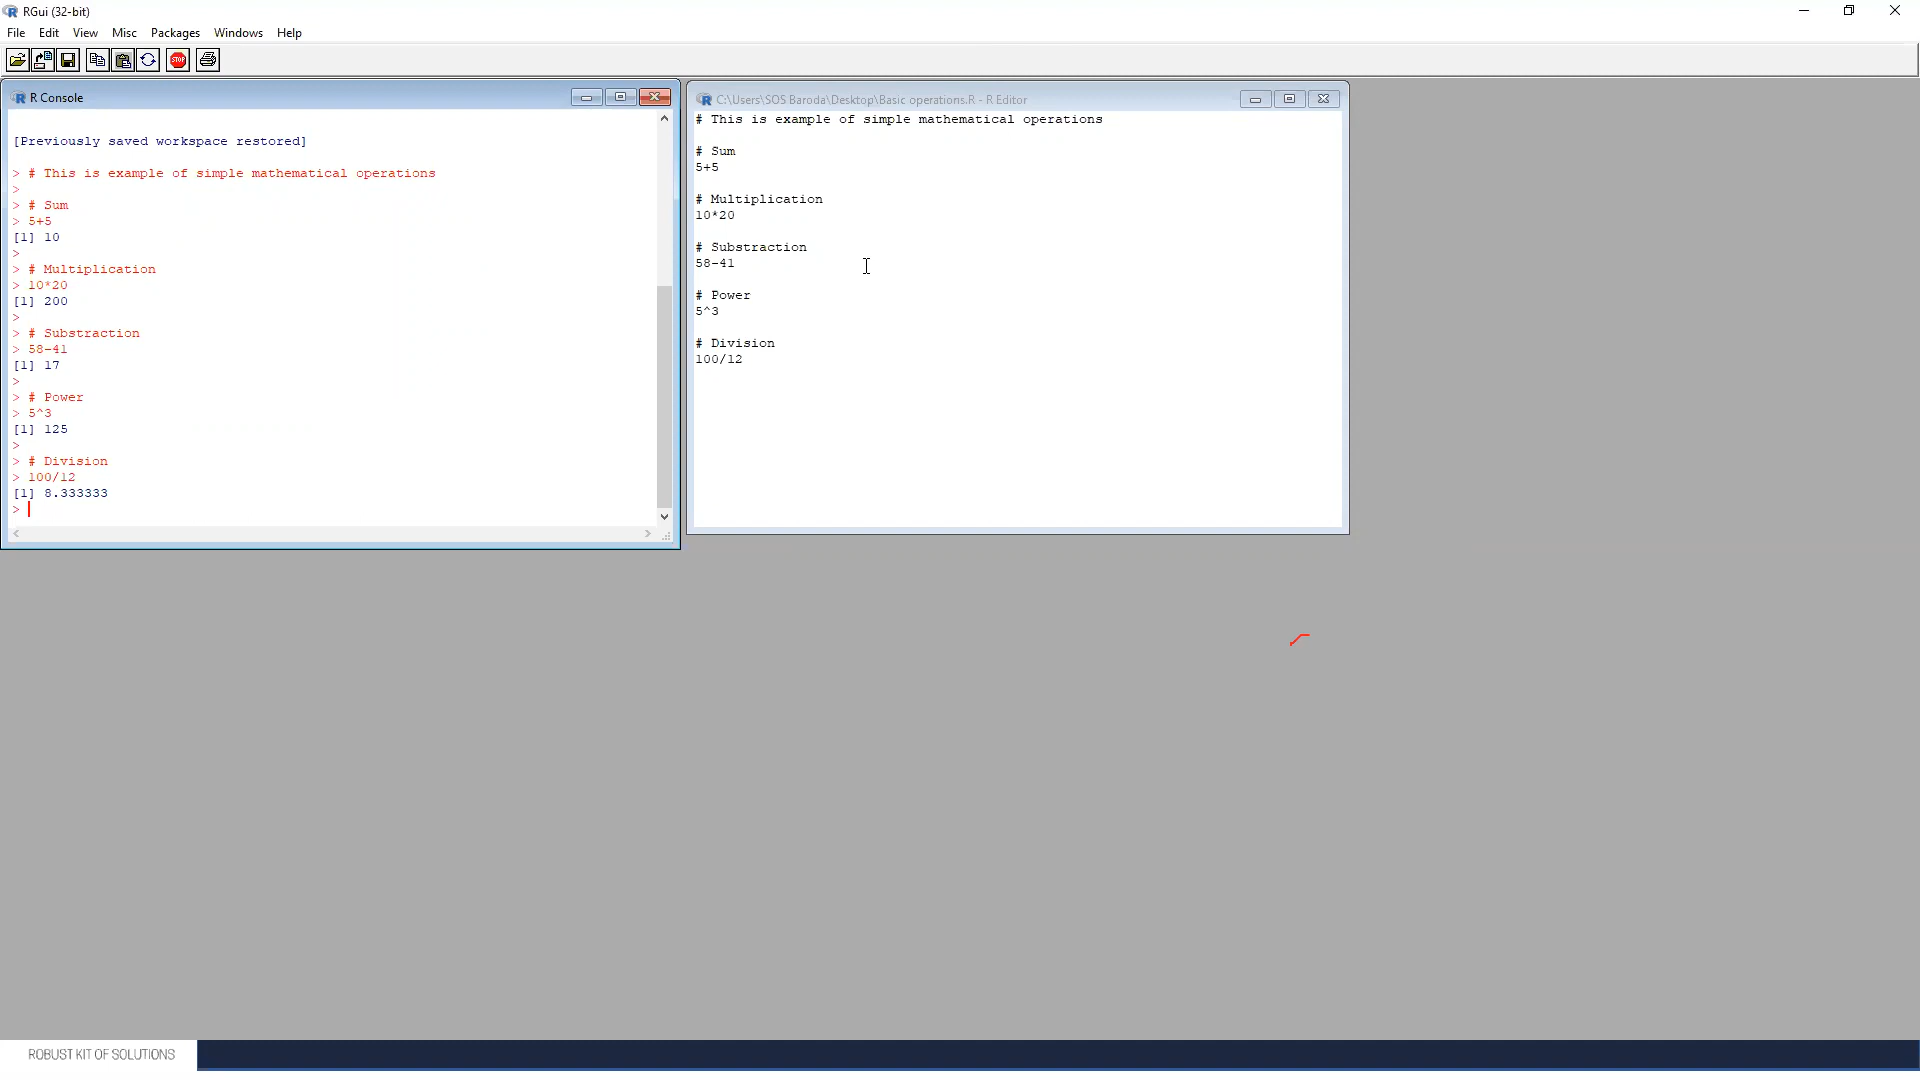 RGui (32-bit)
File Edit View Misc Packages Windows Help
STOP
R Console
[Previously saved workspace restored]
> # This is example of simple mathematical operations
>
> # Sum
> 5+5
[1] 10
>
> # Multiplication
> 10*20
[1] 200
>
> # Substraction
> 58-41
[1] 17
>
> # Power
> 5^3
[1] 125
>
> # Division
> 100/12
[1] 8.333333
>
C:\Users\SOS Baroda\Desktop\Basic operations.R - R Editor
# This is example of simple mathematical operations
# Sum
5+5
# Multiplication
10*20
# Substraction
58-41
# Power
5^3
# Division
100/12
ROBUST KIT OF SOLUTIONS